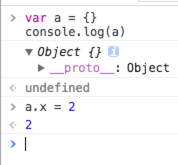 > var a = {}
console.log(a)
▼ Object {} i
▶ __proto__: Object
< undefined
> a.x = 2
< 2
>